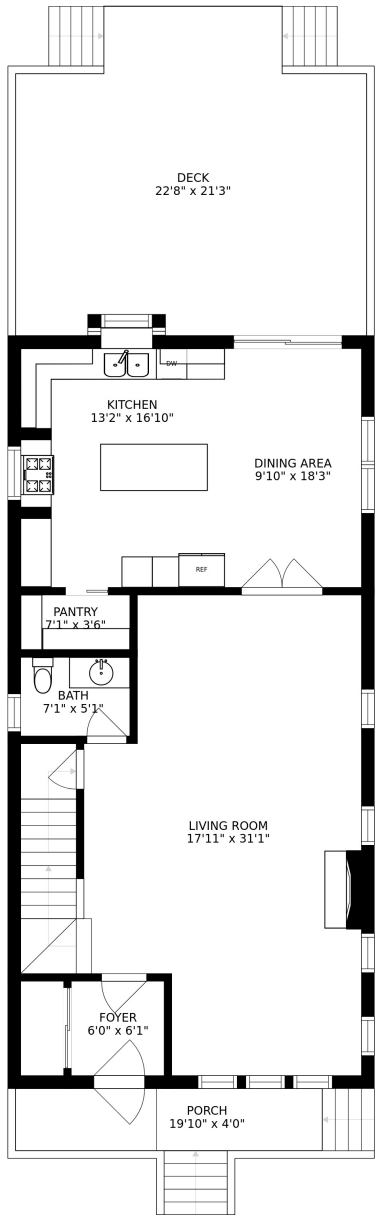 DECK
22'8" x 21'3"
DW
KITCHEN
13'2" x 16'10"
DINING AREA
9'10" x 18'3"
REF
PANTRY
7'1" x 3'6"
BATH
7'1" x 5'1"
LIVING ROOM
17'11" x 31'1"
FOYER
6'0" x 6'1"
PORCH
19'10" x 4'0"